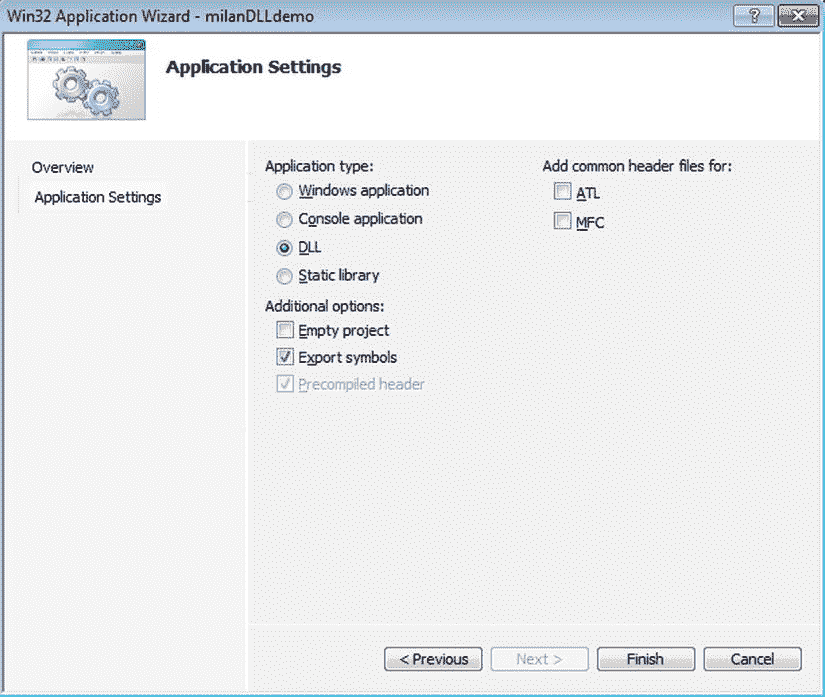 Win32 Application Wizard - milanDLLdemo
Application Settings
Overview
Application Settings
Application type:
Windows application
Console application
DLL
Static library
Additional options:
Empty project
Export symbols
Precompiled header
Add common header files for:
ATL
MFC
< Previous
Next >
Finish
Cancel